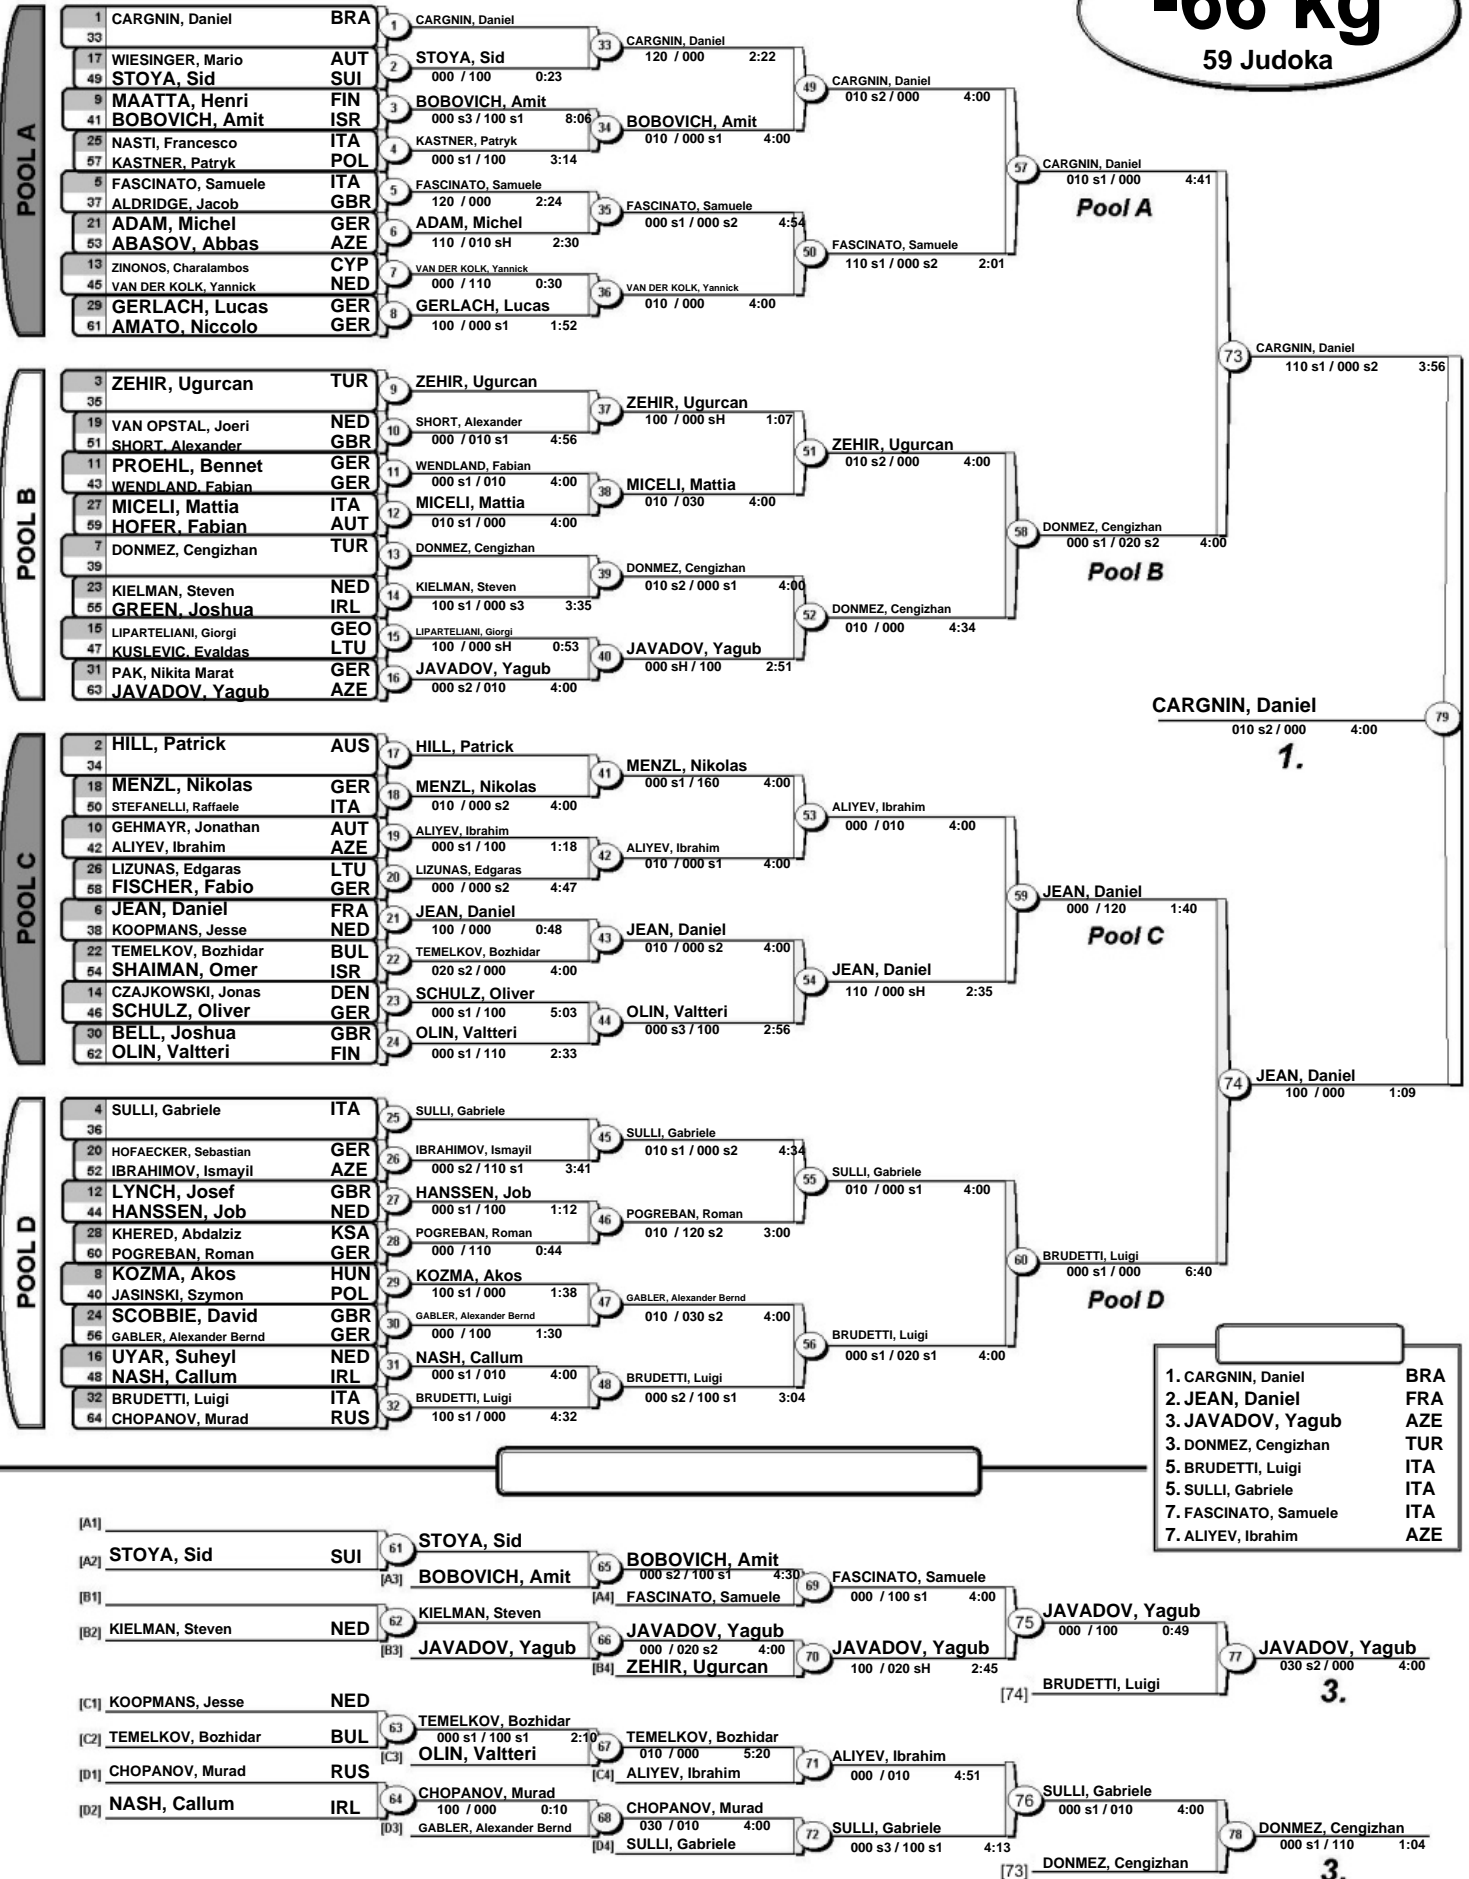 -66 kg
59 Judoka
POOL A
1 CARGNIN, Daniel BRA
33
17 WIESINGER, Mario AUT
49 STOYA, Sid SUI
9 MAATTA, Henri FIN
41 BOBOVICH, Amit ISR
25 NASTI, Francesco ITA
57 KASTNER, Patryk POL
5 FASCINATO, Samuele ITA
37 ALDRIDGE, Jacob GBR
21 ADAM, Michel GER
53 ABASOV, Abbas AZE
13 ZINONOS, Charalambos CYP
45 VAN DER KOLK, Yannick NED
29 GERLACH, Lucas GER
61 AMATO, Niccolo GER
1 CARGNIN, Daniel
2 STOYA, Sid
000 / 100 0:23
3 BOBOVICH, Amit
000 s3 / 100 s1 8:06
4 KASTNER, Patryk
000 s1 / 100 3:14
5 FASCINATO, Samuele
120 / 000 2:24
6 ADAM, Michel
110 / 010 sH 2:30
7 VAN DER KOLK, Yannick
000 / 110 0:30
8 GERLACH, Lucas
100 / 000 s1 1:52
33 CARGNIN, Daniel
120 / 000 2:22
34 BOBOVICH, Amit
010 / 000 s1 4:00
35 FASCINATO, Samuele
000 s1 / 000 s2 4:54
36 VAN DER KOLK, Yannick
010 / 000 4:00
49 CARGNIN, Daniel
010 s2 / 000 4:00
50 FASCINATO, Samuele
110 s1 / 000 s2 2:01
57 CARGNIN, Daniel
010 s1 / 000 4:41
Pool A
POOL B
3 ZEHIR, Ugurcan TUR
35
19 VAN OPSTAL, Joeri NED
51 SHORT, Alexander GBR
11 PROEHL, Bennet GER
43 WENDLAND, Fabian GER
27 MICELI, Mattia ITA
59 HOFER, Fabian AUT
7 DONMEZ, Cengizhan TUR
39
23 KIELMAN, Steven NED
55 GREEN, Joshua IRL
15 LIPARTELIANI, Giorgi GEO
47 KUSLEVIC, Evaldas LTU
31 PAK, Nikita Marat GER
63 JAVADOV, Yagub AZE
9 ZEHIR, Ugurcan
10 SHORT, Alexander
000 / 010 s1 4:56
11 WENDLAND, Fabian
000 s1 / 010 4:00
12 MICELI, Mattia
010 s1 / 000 4:00
13 DONMEZ, Cengizhan
14 KIELMAN, Steven
100 s1 / 000 s3 3:35
15 LIPARTELIANI, Giorgi
100 / 000 sH 0:53
16 JAVADOV, Yagub
000 s2 / 010 4:00
37 ZEHIR, Ugurcan
100 / 000 sH 1:07
38 MICELI, Mattia
010 / 030 4:00
39 DONMEZ, Cengizhan
010 s2 / 000 s1 4:00
40 JAVADOV, Yagub
000 sH / 100 2:51
51 ZEHIR, Ugurcan
010 s2 / 000 4:00
52 DONMEZ, Cengizhan
010 / 000 4:34
58 DONMEZ, Cengizhan
000 s1 / 020 s2 4:00
Pool B
73 CARGNIN, Daniel
110 s1 / 000 s2 3:56
CARGNIN, Daniel 79
010 s2 / 000 4:00
1.
POOL C
2 HILL, Patrick AUS
34
18 MENZL, Nikolas GER
50 STEFANELLI, Raffaele ITA
10 GEHMAYR, Jonathan AUT
42 ALIYEV, Ibrahim AZE
26 LIZUNAS, Edgaras LTU
58 FISCHER, Fabio GER
6 JEAN, Daniel FRA
38 KOOPMANS, Jesse NED
22 TEMELKOV, Bozhidar BUL
54 SHAIMAN, Omer ISR
14 CZAJKOWSKI, Jonas DEN
46 SCHULZ, Oliver GER
30 BELL, Joshua GBR
62 OLIN, Valtteri FIN
17 HILL, Patrick
18 MENZL, Nikolas
010 / 000 s2 4:00
19 ALIYEV, Ibrahim
000 s1 / 100 1:18
20 LIZUNAS, Edgaras
000 / 000 s2 4:47
21 JEAN, Daniel
100 / 000 0:48
22 TEMELKOV, Bozhidar
020 s2 / 000 4:00
23 SCHULZ, Oliver
000 s1 / 100 5:03
24 OLIN, Valtteri
000 s1 / 110 2:33
41 MENZL, Nikolas
000 s1 / 160 4:00
42 ALIYEV, Ibrahim
010 / 000 s1 4:00
43 JEAN, Daniel
010 / 000 s2 4:00
44 OLIN, Valtteri
000 s3 / 100 2:56
53 ALIYEV, Ibrahim
000 / 010 4:00
54 JEAN, Daniel
110 / 000 sH 2:35
59 JEAN, Daniel
000 / 120 1:40
Pool C
POOL D
4 SULLI, Gabriele ITA
36
20 HOFAECKER, Sebastian GER
52 IBRAHIMOV, Ismayil AZE
12 LYNCH, Josef GBR
44 HANSSEN, Job NED
28 KHERED, Abdalziz KSA
60 POGREBAN, Roman GER
8 KOZMA, Akos HUN
40 JASINSKI, Szymon POL
24 SCOBBIE, David GBR
56 GABLER, Alexander Bernd GER
16 UYAR, Suheyl NED
48 NASH, Callum IRL
32 BRUDETTI, Luigi ITA
64 CHOPANOV, Murad RUS
25 SULLI, Gabriele
26 IBRAHIMOV, Ismayil
000 s2 / 110 s1 3:41
27 HANSSEN, Job
000 s1 / 100 1:12
28 POGREBAN, Roman
000 / 110 0:44
29 KOZMA, Akos
100 s1 / 000 1:38
30 GABLER, Alexander Bernd
000 / 100 1:30
31 NASH, Callum
000 s1 / 010 4:00
32 BRUDETTI, Luigi
100 s1 / 000 4:32
45 SULLI, Gabriele
010 s1 / 000 s2 4:34
46 POGREBAN, Roman
010 / 120 s2 3:00
47 GABLER, Alexander Bernd
010 / 030 s2 4:00
48 BRUDETTI, Luigi
000 s2 / 100 s1 3:04
55 SULLI, Gabriele
010 / 000 s1 4:00
56 BRUDETTI, Luigi
000 s1 / 020 s1 4:00
60 BRUDETTI, Luigi
000 s1 / 000 6:40
Pool D
74 JEAN, Daniel
100 / 000 1:09
1. CARGNIN, Daniel BRA
2. JEAN, Daniel FRA
3. JAVADOV, Yagub AZE
3. DONMEZ, Cengizhan TUR
5. BRUDETTI, Luigi ITA
5. SULLI, Gabriele ITA
7. FASCINATO, Samuele ITA
7. ALIYEV, Ibrahim AZE
[A1]
[A2] STOYA, Sid SUI
[B1]
[B2] KIELMAN, Steven NED
61 STOYA, Sid
[A3] BOBOVICH, Amit
62 KIELMAN, Steven
[B3] JAVADOV, Yagub
65 BOBOVICH, Amit
000 s2 / 100 s1 4:30
[A4] FASCINATO, Samuele
66 JAVADOV, Yagub
000 / 020 s2 4:00
[B4] ZEHIR, Ugurcan
69 FASCINATO, Samuele
000 / 100 s1 4:00
70 JAVADOV, Yagub
100 / 020 sH 2:45
75 JAVADOV, Yagub
000 / 100 0:49
[74] BRUDETTI, Luigi
77 JAVADOV, Yagub
030 s2 / 000 4:00
3.
[C1] KOOPMANS, Jesse NED
[C2] TEMELKOV, Bozhidar BUL
[D1] CHOPANOV, Murad RUS
[D2] NASH, Callum IRL
63 TEMELKOV, Bozhidar
000 s1 / 100 s1 2:10
[C3] OLIN, Valtteri
64 CHOPANOV, Murad
100 / 000 0:10
[D3] GABLER, Alexander Bernd
67 TEMELKOV, Bozhidar
010 / 000 5:20
[C4] ALIYEV, Ibrahim
68 CHOPANOV, Murad
030 / 010 4:00
[D4] SULLI, Gabriele
71 ALIYEV, Ibrahim
000 / 010 4:51
72 SULLI, Gabriele
000 s3 / 100 s1 4:13
76 SULLI, Gabriele
000 s1 / 010 4:00
[73] DONMEZ, Cengizhan
78 DONMEZ, Cengizhan
000 s1 / 110 1:04
3.